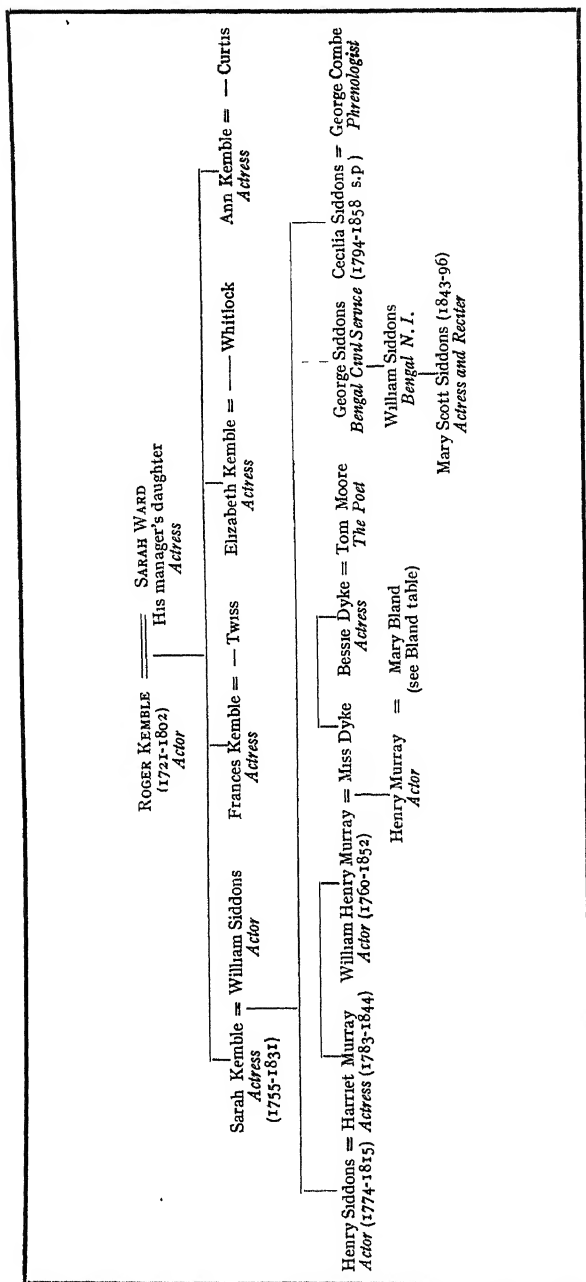 ROGER KEMBLE ══ SARAH WARD
(1721-1802) His manager's daughter
Actor Actress
Sarah Kemble = William Siddons
Actress Actor
(1755-1831)
Frances Kemble = — Twiss
Actress
Elizabeth Kemble = —— Whitlock
Actress
Ann Kemble = — Curtis
Actress
Henry Siddons = Harriet Murray
Actor (1774-1815) Actress (1783-1844)
William Henry Murray = Miss Dyke
Actor (1760-1852)
Bessie Dyke = Tom Moore
Actress The Poet
George Siddons
Bengal Civil Service
Cecilia Siddons = George Combe
(1794-1858 s.p) Phrenologist
Henry Murray = Mary Bland
Actor (see Bland table)
William Siddons
Bengal N. I.
Mary Scott Siddons (1843-96)
Actress and Reciter